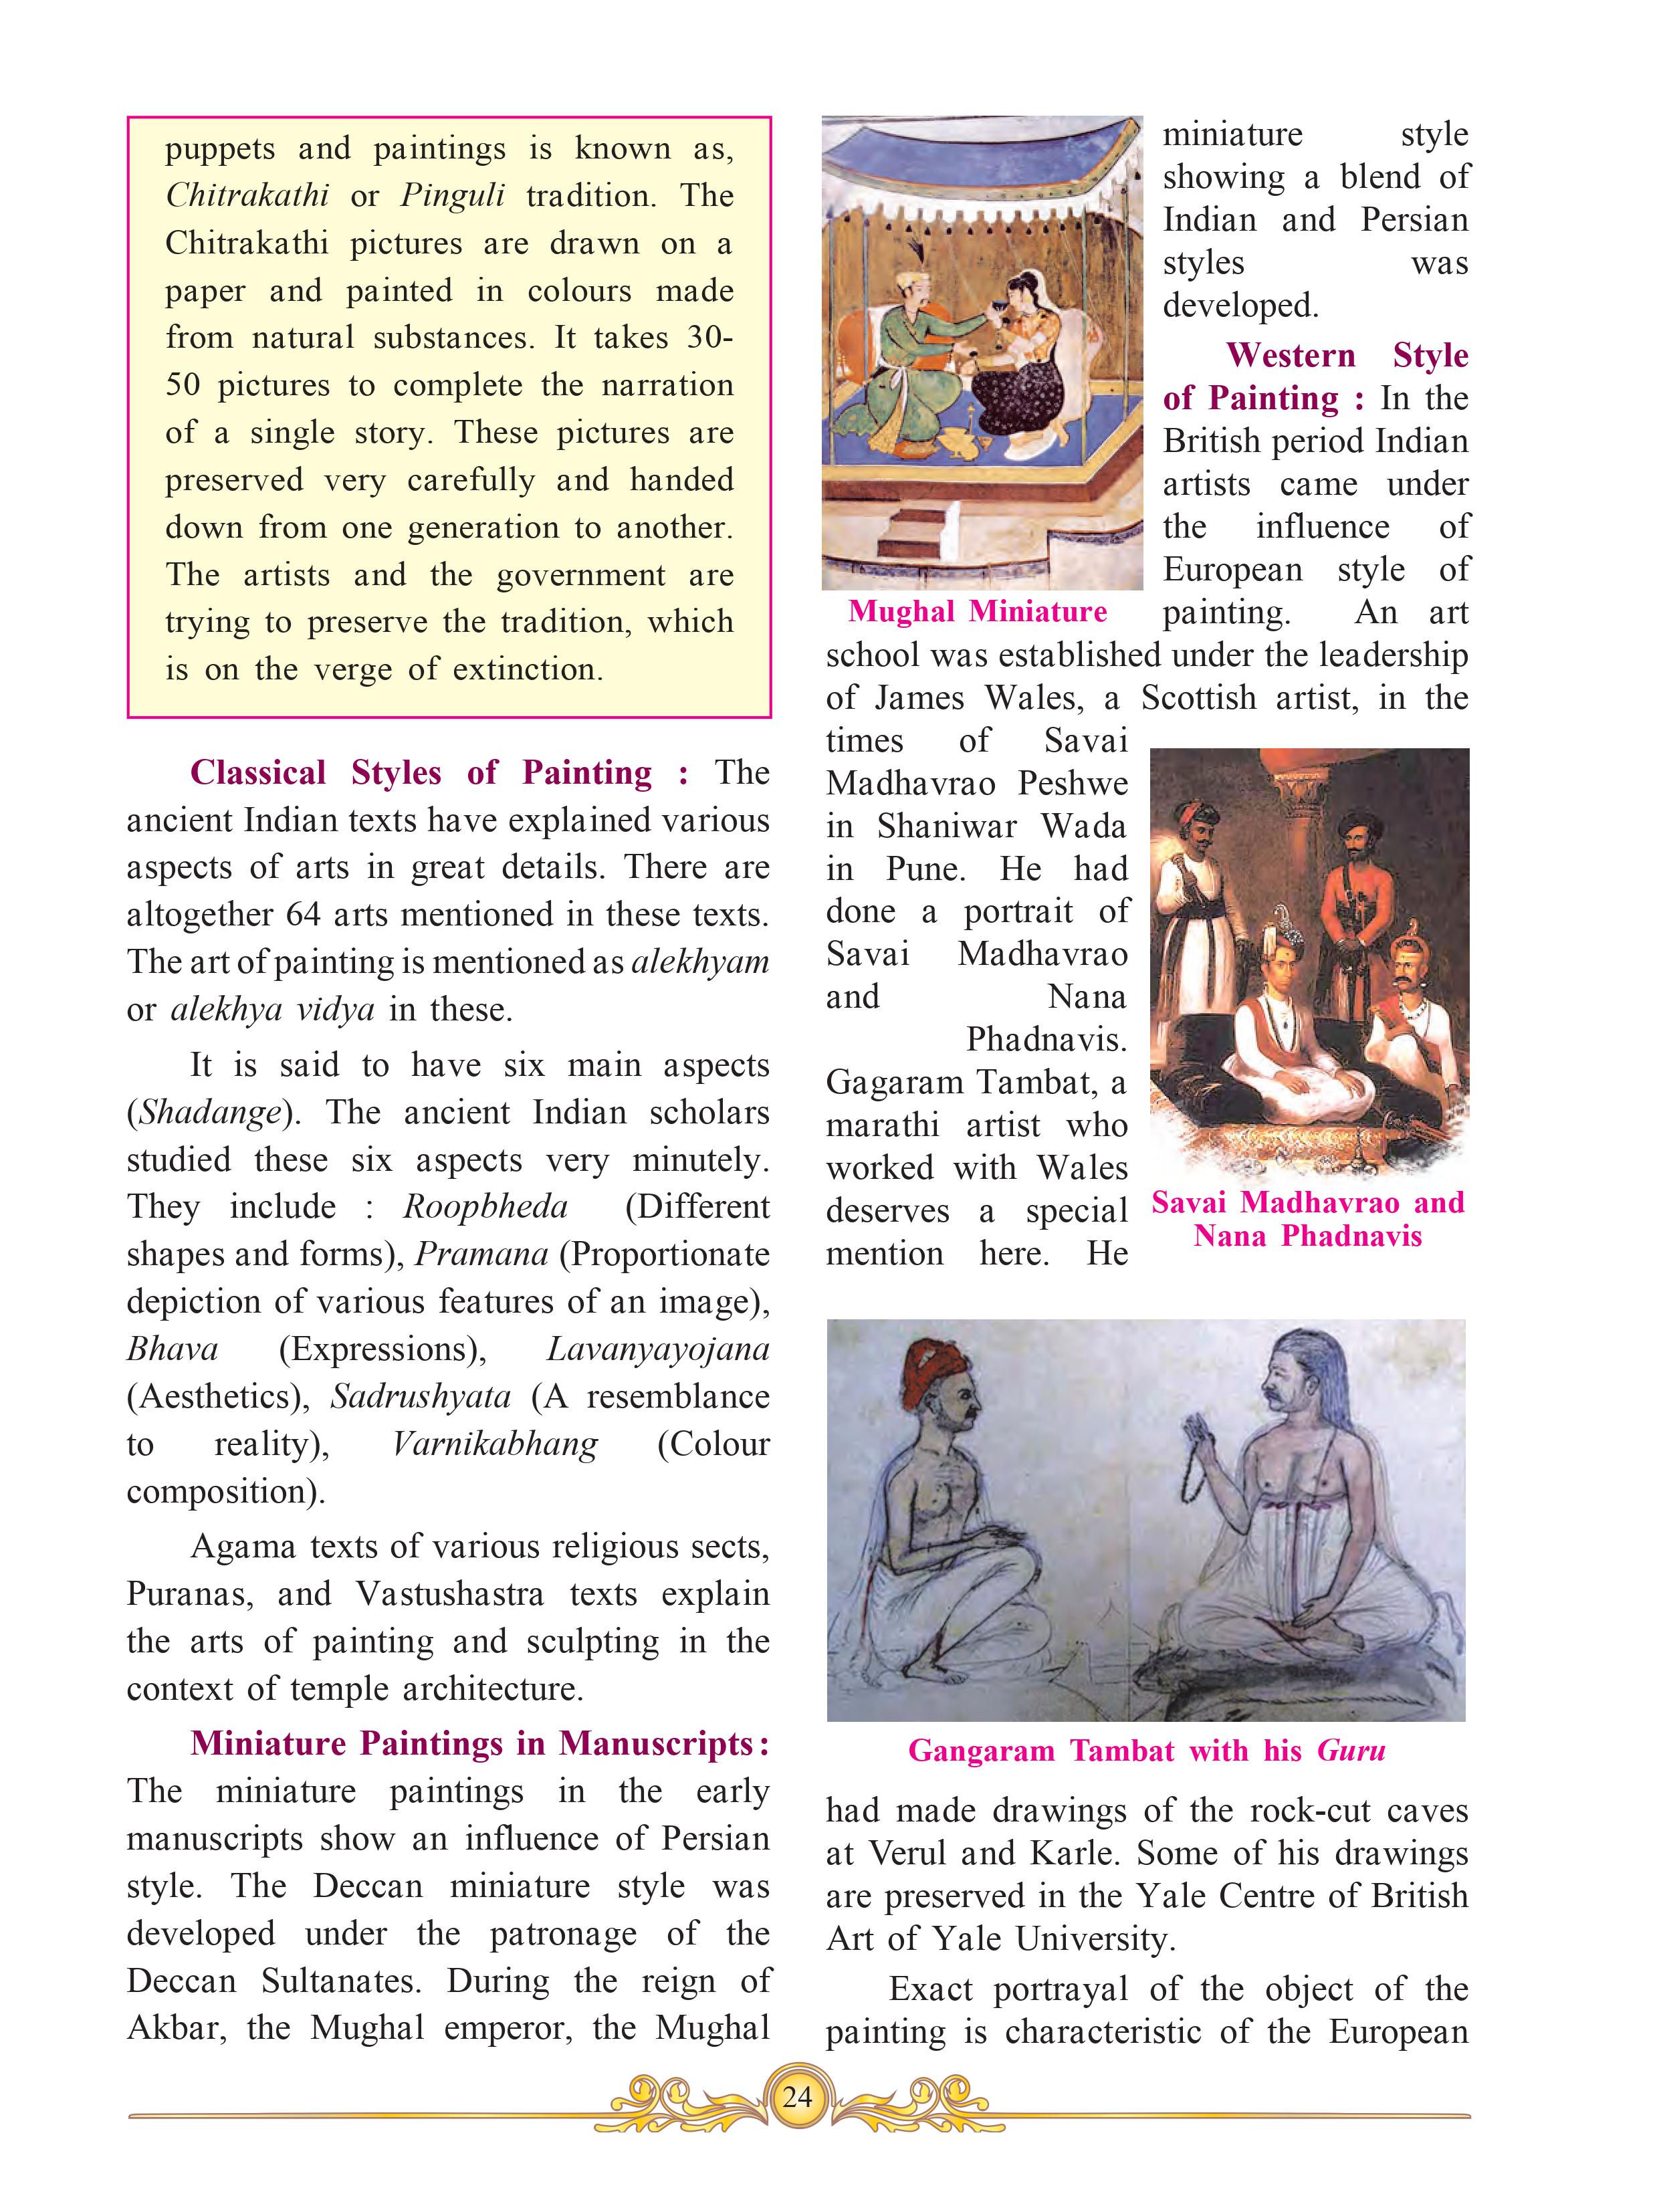 puppets and paintings is known as,
Chitrakathi or Pinguli tradition. The
Chitrakathi pictures are drawn on a
paper and painted in colours made
from natural substances. It takes 30-
50 pictures to complete the narration
of a single story. These pictures are
preserved very carefully and handed
down from one generation to another.
The artists and the government are
trying to preserve the tradition, which
is on the verge of extinction.
Classical Styles of Painting : The
ancient Indian texts have explained various
aspects of arts in great details. There are
altogether 64 arts mentioned in these texts.
The art of painting is mentioned as alekhyam
or alekhya vidya in these.
It is said to have six main aspects
(Shadange). The ancient Indian scholars
studied these six aspects very minutely.
They include : Roopbheda (Different
shapes and forms), Pramana (Proportionate
depiction of various features of an image),
Bhava (Expressions), Lavanyayojana
(Aesthetics), Sadrushyata (A resemblance
to reality), Varnikabhang (Colour
composition).
Agama texts of various religious sects,
Puranas, and Vastushastra texts explain
the arts of painting and sculpting in the
context of temple architecture.
Miniature Paintings in Manuscripts :
The miniature paintings in the early
manuscripts show an influence of Persian
style. The Deccan miniature style was
developed under the patronage of the
Deccan Sultanates. During the reign of
Akbar, the Mughal emperor, the Mughal
miniature style
showing a blend of
Indian and Persian
styles was
developed.
Mughal Miniature
Western Style
of Painting : In the
British period Indian
artists came under
the influence of
European style of
painting. An art
school was established under the leadership
of James Wales, a Scottish artist, in the
times of Savai
Madhavrao Peshwe
in Shaniwar Wada
in Pune. He had
done a portrait of
Savai Madhavrao
and Nana
Phadnavis.
Gagaram Tambat, a
marathi artist who
worked with Wales
deserves a special
mention here. He
Savai Madhavrao and
Nana Phadnavis
Gangaram Tambat with his Guru
had made drawings of the rock-cut caves
at Verul and Karle. Some of his drawings
are preserved in the Yale Centre of British
Art of Yale University.
Exact portrayal of the object of the
painting is characteristic of the European
24